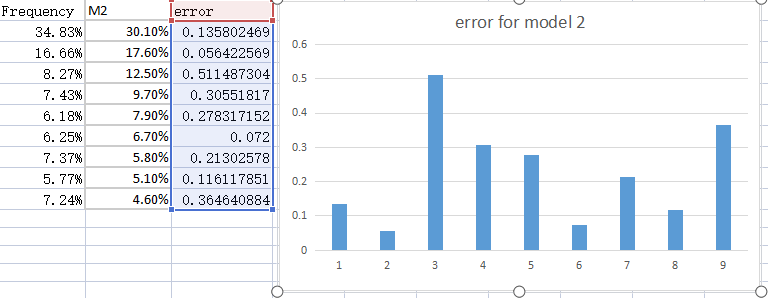 Frequency M2 error
34.83% 30.10% 0.135802469
16.66% 17.60% 0.056422569
8.27% 12.50% 0.511487304
7.43% 9.70% 0.30551817
6.18% 7.90% 0.278317152
6.25% 6.70% 0.072
7.37% 5.80% 0.21302578
5.77% 5.10% 0.116117851
7.24% 4.60% 0.364640884
error for model 2
0.6
0.5
0.4
0.3
0.2
0.1
0
1 2 3 4 5 6 7 8 9